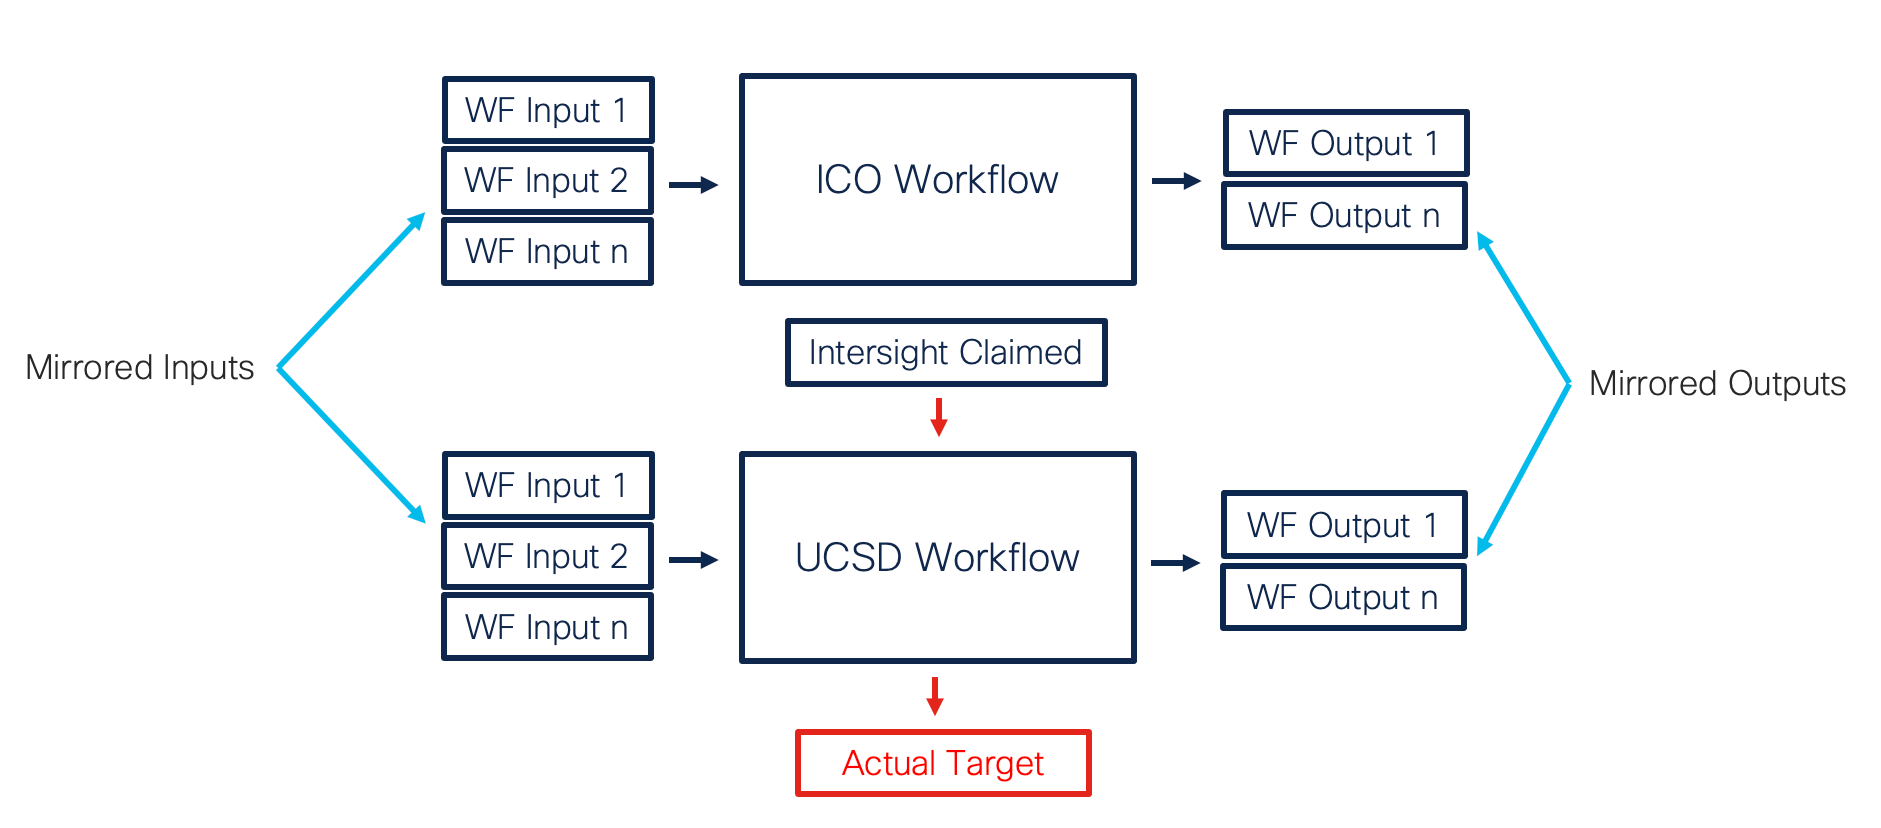 WF Input 1
WF Input 2
WF Input n
ICO Workflow
WF Output 1
WF Output n
Intersight Claimed
Mirrored Inputs
Mirrored Outputs
WF Input 1
WF Input 2
WF Input n
UCSD Workflow
WF Output 1
WF Output n
Actual Target